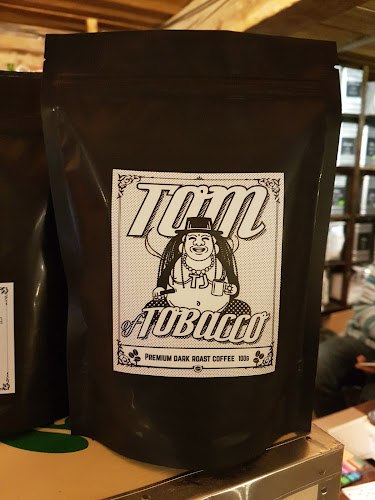 TOM
of TOBACCO
PREMIUM DARK ROAST COFFEE 100G